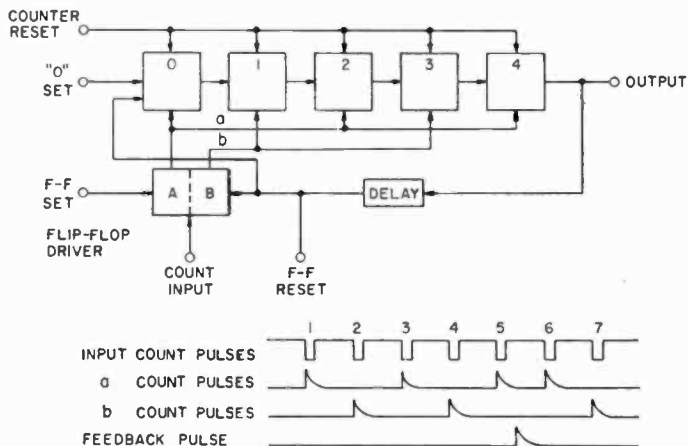 COUNTER
RESET
"0"
SET
0
1
2
3
4
OUTPUT
a
b
F-F
SET
A
B
DELAY
FLIP-FLOP
DRIVER
COUNT
INPUT
F-F
RESET
1 2 3 4 5 6 7
INPUT COUNT PULSES
a COUNT PULSES
b COUNT PULSES
FEEDBACK PULSE